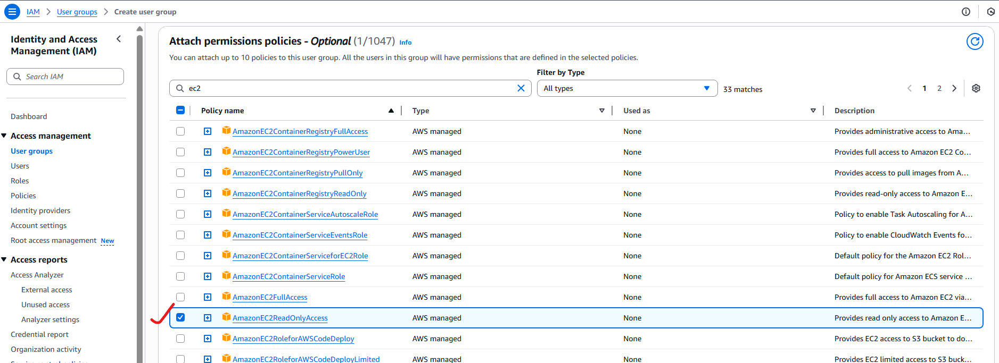 IAM > User groups > Create user group
Identity and Access
Management (IAM)
Search IAM
Dashboard
Access management
User groups
Users
Roles
Policies
Identity providers
Account settings
Root access management New
Access reports
Access Analyzer
External access
Unused access
Analyzer settings
Credential report
Organization activity
Attach permissions policies - Optional (1/1047) Info
You can attach up to 10 policies to this user group. All the users in this group will have permissions that are defined in the selected policies.
Filter by Type
ec2
All types
33 matches
1 2
Policy name Type Used as Description
AmazonEC2ContainerRegistryFullAccess AWS managed None Provides administrative access to Ama...
AmazonEC2ContainerRegistryPowerUser AWS managed None Provides full access to Amazon EC2 Co...
AmazonEC2ContainerRegistryPullOnly AWS managed None Provides access to pull images from A...
AmazonEC2ContainerRegistryReadOnly AWS managed None Provides read-only access to Amazon E...
AmazonEC2ContainerServiceAutoscaleRole AWS managed None Policy to enable Task Autoscaling for A...
AmazonEC2ContainerServiceEventsRole AWS managed None Policy to enable CloudWatch Events fo...
AmazonEC2ContainerServiceforEC2Role AWS managed None Default policy for the Amazon EC2 Rol...
AmazonEC2ContainerServiceRole AWS managed None Default policy for Amazon ECS service ...
AmazonEC2FullAccess AWS managed None Provides full access to Amazon EC2 via...
AmazonEC2ReadOnlyAccess AWS managed None Provides read only access to Amazon E...
AmazonEC2RoleforAWSCodeDeploy AWS managed None Provides EC2 access to S3 bucket to do...
AmazonEC2RoleforAWSCodeDeployLimited AWS managed None Provides EC2 limited access to S3 buck...